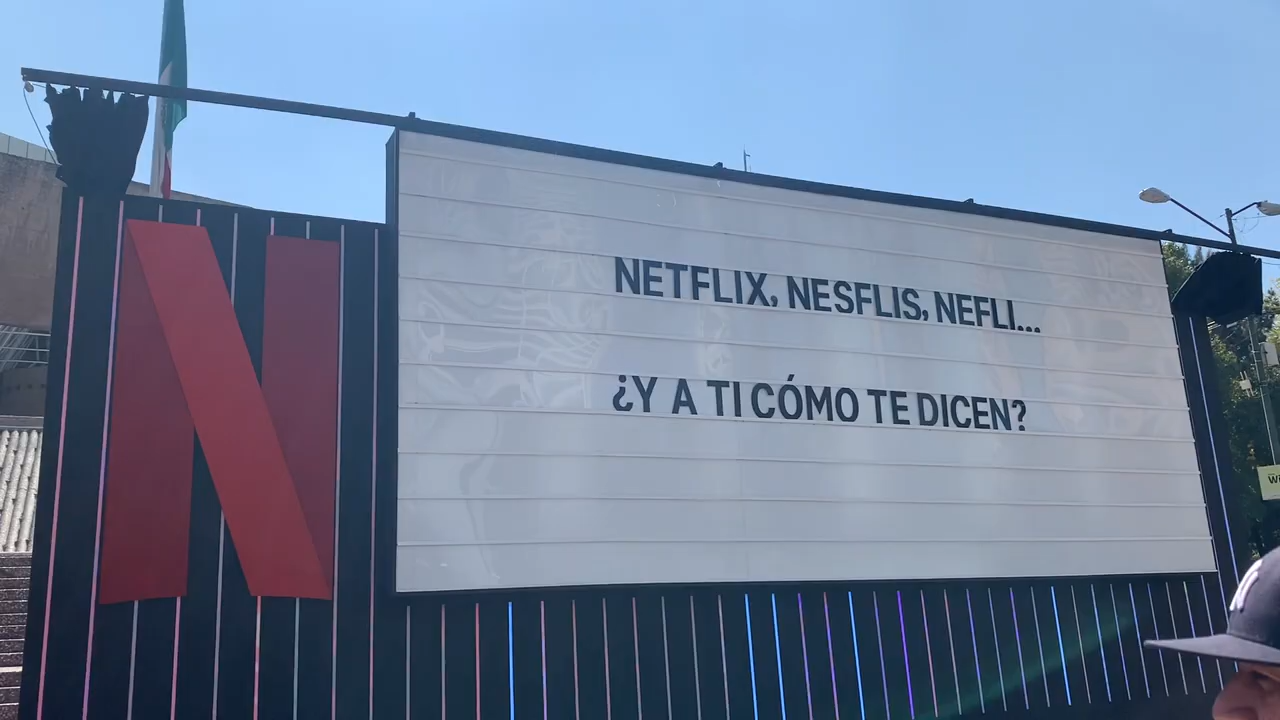 N
NETFLIX, NESFLIS, NEFLI...
¿Y A TI CÓMO TE DICEN?